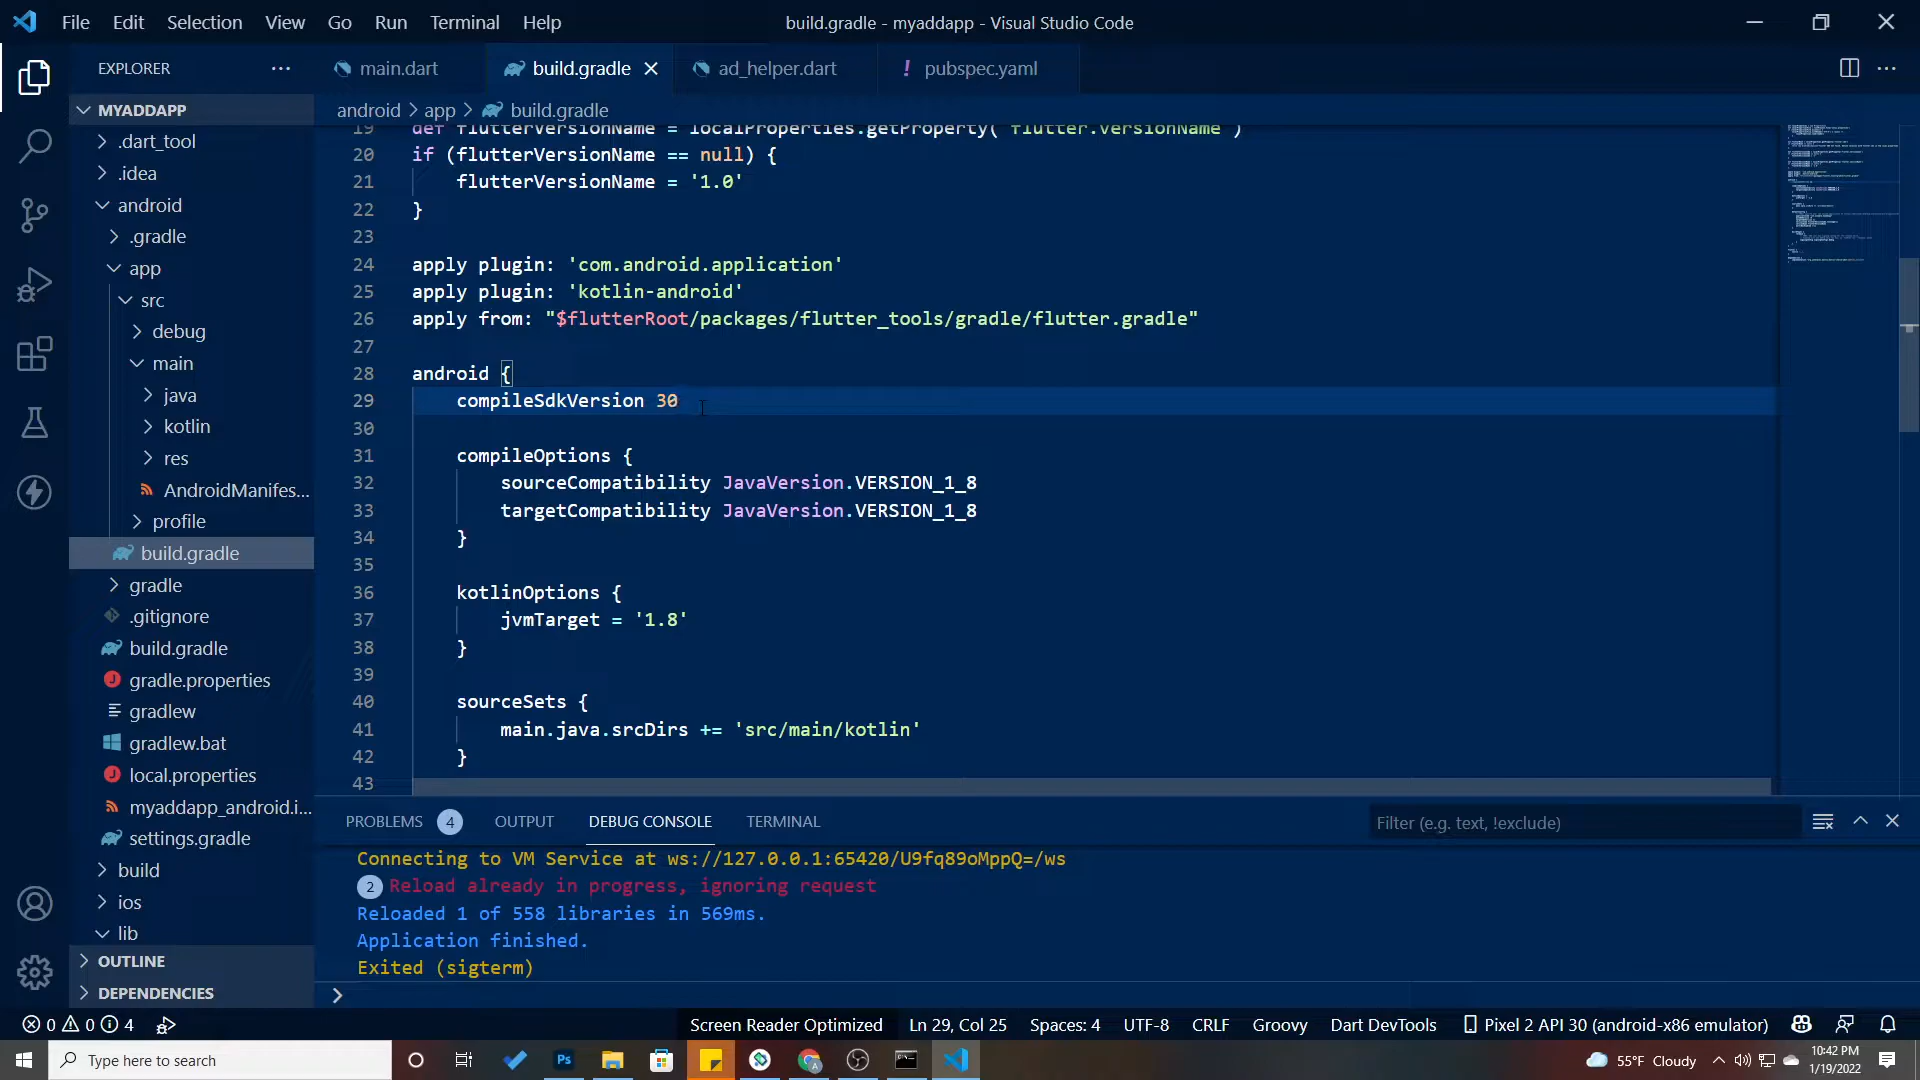 File Edit Selection View Go Run Terminal Help
build.gradle - myaddapp - Visual Studio Code
EXPLORER
main.dart
build.gradle
ad_helper.dart
! pubspec.yaml
MYADDAPP
.dart_tool
.idea
android
.gradle
app
src
debug
main
java
kotlin
res
AndroidManifes...
profile
build.gradle
gradle
.gitignore
build.gradle
gradle.properties
gradlew
gradlew.bat
local.properties
myaddapp_android.i...
settings.gradle
build
ios
lib
OUTLINE
DEPENDENCIES
android > app > build.gradle
19 def flutterVersionName = localProperties.getProperty('flutter.versionName')
20 if (flutterVersionName == null) {
21 flutterVersionName = '1.0'
22 }
23
24 apply plugin: 'com.android.application'
25 apply plugin: 'kotlin-android'
26 apply from: "$flutterRoot/packages/flutter_tools/gradle/flutter.gradle"
27
28 android {
29 compileSdkVersion 30
30
31 compileOptions {
32 sourceCompatibility JavaVersion.VERSION_1_8
33 targetCompatibility JavaVersion.VERSION_1_8
34 }
35
36 kotlinOptions {
37 jvmTarget = '1.8'
38 }
39
40 sourceSets {
41 main.java.srcDirs += 'src/main/kotlin'
42 }
43
PROBLEMS 4 OUTPUT DEBUG CONSOLE TERMINAL
Filter (e.g. text, !exclude)
Connecting to VM Service at ws://127.0.0.1:65420/U9fq89oMppQ=/ws
2 Reload already in progress, ignoring request
Reloaded 1 of 558 libraries in 569ms.
Application finished.
Exited (sigterm)
0 0 4
Screen Reader Optimized Ln 29, Col 25 Spaces: 4 UTF-8 CRLF Groovy Dart DevTools Pixel 2 API 30 (android-x86 emulator)
Type here to search
Ps
A
55°F Cloudy
10:42 PM
1/19/2022